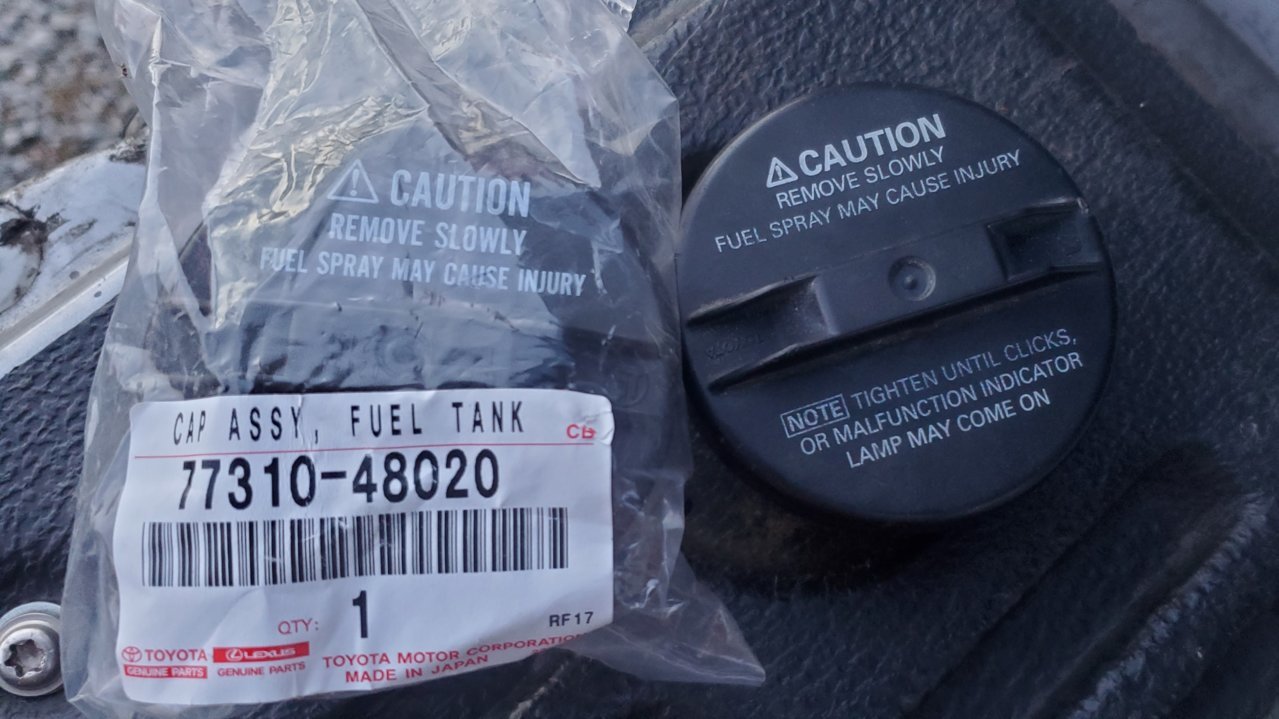 ⚠ CAUTION
REMOVE SLOWLY
FUEL SPRAY MAY CAUSE INJURY
CAP ASSY, FUEL TANK
77310-48020
QTY: 1
RF17
TOYOTA
GENUINE PARTS
LEXUS
GENUINE PARTS
TOYOTA MOTOR CORPORATION
MADE IN JAPAN
⚠CAUTION
REMOVE SLOWLY
FUEL SPRAY MAY CAUSE INJURY
NOTE TIGHTEN UNTIL CLICKS,
OR MALFUNCTION INDICATOR
LAMP MAY COME ON